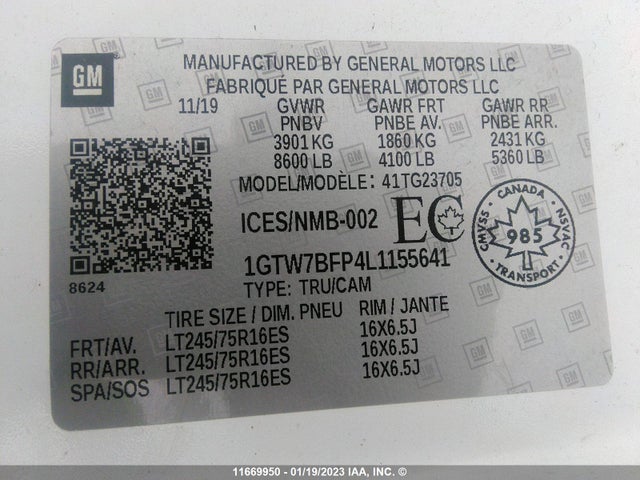 GM
MANUFACTURED BY GENERAL MOTORS LLC
FABRIQUÉ PAR GENERAL MOTORS LLC
11/19 GVWR GAWR FRT GAWR RR
PNBV PNBE AV. PNBE ARR.
3901 KG 1860 KG 2431 KG
8600 LB 4100 LB 5360 LB
MODEL/MODÈLE: 41TG23705
ICES/NMB-002 EC
CANADA
CMVSS 985 NSVAC
TRANSPORT
1GTW7BFP4L1155641
8624
TYPE: TRU/CAM
TIRE SIZE / DIM. PNEU RIM / JANTE
FRT/AV. LT245/75R16ES 16X6.5J
RR/ARR. LT245/75R16ES 16X6.5J
SPA/SOS LT245/75R16ES 16X6.5J
11669950 - 01/19/2023 IAA, INC. ©